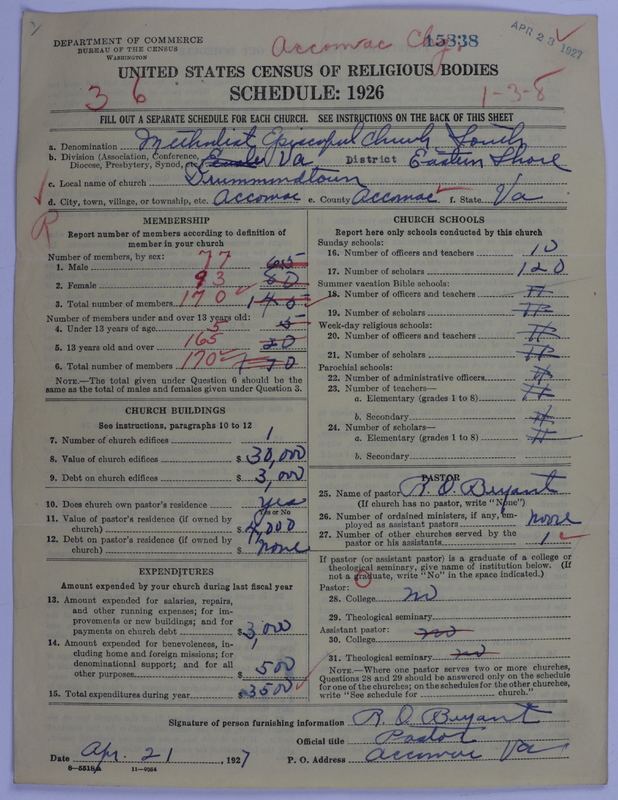 DEPARTMENT OF COMMERCE
BUREAU OF THE CENSUS
WASHINGTON
Accomac
15838
APR 23 1927
UNITED STATES CENSUS OF RELIGIOUS BODIES
SCHEDULE: 1926
3 6
1-3-8
FILL OUT A SEPARATE SCHEDULE FOR EACH CHURCH. SEE INSTRUCTIONS ON THE BACK OF THIS SHEET
a. Denomination Methodist Episcopal Church South
b. Division (Association, Conference, Diocese, Presbytery, Synod, etc. Va District Eastern Shore
c. Local name of church Drummondtown
d. City, town, village, or township, etc. Accomac e. County Accomac f. State Va
R
MEMBERSHIP
Report number of members according to definition of
member in your church
Number of members, by sex:
1. Male 77 65
2. Female 93 80
3. Total number of members 170 145
Number of members under and over 13 years old:
4. Under 13 years of age 5 5
5. 13 years old and over 165
6. Total number of members 170
NOTE.—The total given under Question 6 should be the
same as the total of males and females given under Question 3.
CHURCH BUILDINGS
See instructions, paragraphs 10 to 12
7. Number of church edifices 1
8. Value of church edifices $ 30,000
9. Debt on church edifices $ 3,000
10. Does church own pastor's residence yes
Yes or No
11. Value of pastor's residence (if owned by
church) $ 4,000
12. Debt on pastor's residence (if owned by
church) $ none
EXPENDITURES
Amount expended by your church during last fiscal year
13. Amount expended for salaries, repairs,
and other running expenses; for im-
provements or new buildings; and for
payments on church debt $ 3,000
14. Amount expended for benevolences, in-
cluding home and foreign missions; for
denominational support; and for all
other purposes $ 500
15. Total expenditures during year $ 3500
CHURCH SCHOOLS
Report here only schools conducted by this church
Sunday schools:
16. Number of officers and teachers 10
17. Number of scholars 120
Summer vacation Bible schools:
18. Number of officers and teachers
19. Number of scholars
Week-day religious schools:
20. Number of officers and teachers
21. Number of scholars
Parochial schools:
22. Number of administrative officers
23. Number of teachers—
a. Elementary (grades 1 to 8)
b. Secondary
24. Number of scholars—
a. Elementary (grades 1 to 8)
b. Secondary
PASTOR
25. Name of pastor R. O. Bryant
(If church has no pastor, write "None")
26. Number of ordained ministers, if any, em-
ployed as assistant pastors none
27. Number of other churches served by the
pastor or his assistants 1
If pastor (or assistant pastor) is a graduate of a college or
theological seminary, give name of institution below. (If
not a graduate, write "No" in the space indicated.)
Pastor:
28. College no
29. Theological seminary
Assistant pastor:
30. College no
31. Theological seminary no
NOTE.—Where one pastor serves two or more churches,
Questions 28 and 29 should be answered only on the schedule
for one of the churches; on the schedules for the other churches,
write "See schedule for church."
Signature of person furnishing information R. O. Bryant
Official title Pastor
Date Apr. 21, 1927 P. O. Address Accomac Va
8—5518a 11—9264